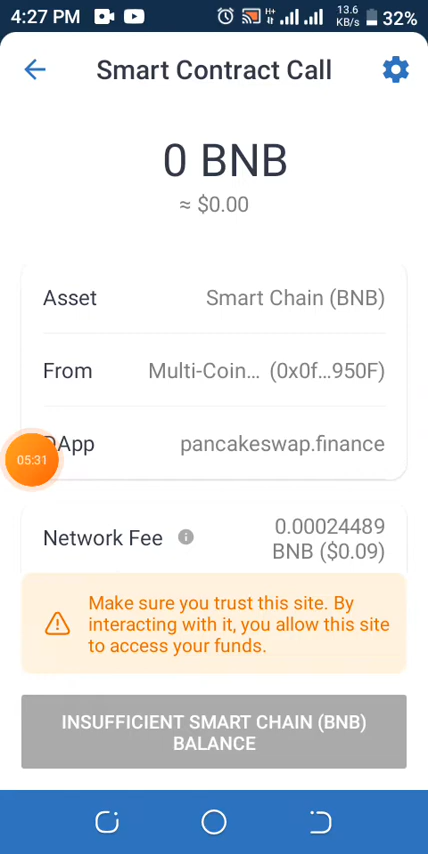 4:27 PM
H+
13.6
KB/s
32%
Smart Contract Call
0 BNB
≈ $0.00
Asset Smart Chain (BNB)
From Multi-Coin... (0x0f...950F)
DApp pancakeswap.finance
05:31
Network Fee 0.00024489
BNB ($0.09)
Make sure you trust this site. By
interacting with it, you allow this site
to access your funds.
INSUFFICIENT SMART CHAIN (BNB)
BALANCE